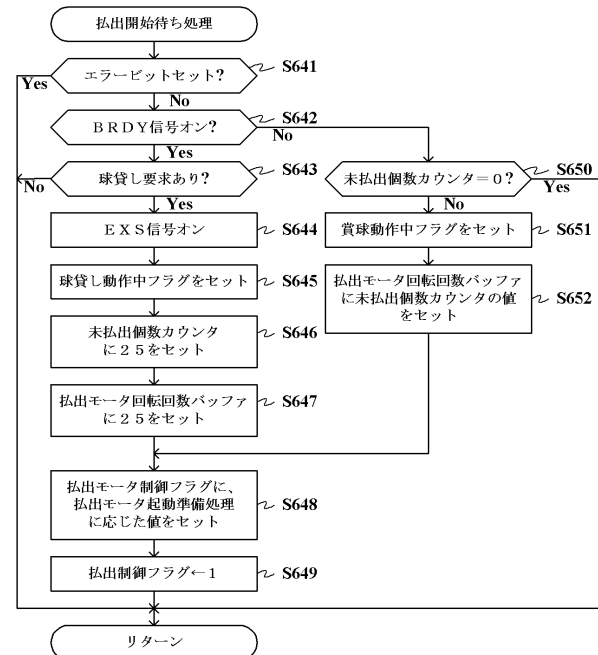 払出開始待ち処理
エラービットセット?
S641
Yes
No
BRDY信号オン?
S642
No
Yes
球貸し要求あり?
S643
No
Yes
未払出個数カウンタ=0?
S650
Yes
No
EXS信号オン
S644
賞球動作中フラグをセット
S651
球貸し動作中フラグをセット
S645
払出モータ回転回数バッファ
に未払出個数カウンタの値
をセット
S652
未払出個数カウンタ
に25をセット
S646
払出モータ回転回数バッファ
に25をセット
S647
払出モータ制御フラグに、
払出モータ起動準備処理
に応じた値をセット
S648
払出制御フラグ←1
S649
リターン